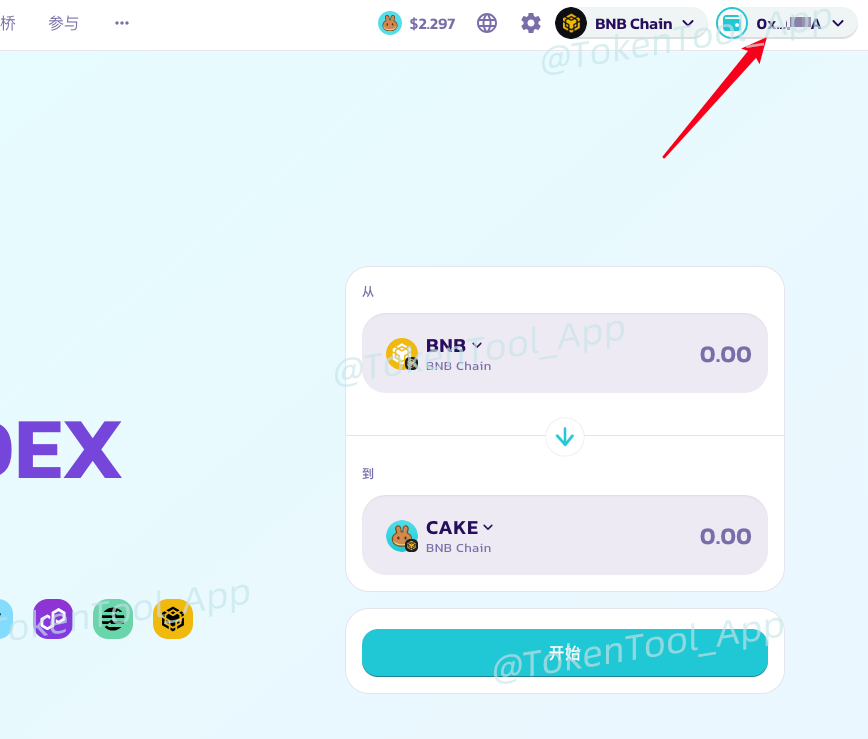 桥 参与 ··· $2.297 BNB Chain 0x...A
@TokenTool_App
从
BNB 0.00
BNB Chain
@TokenTool_App
到
CAKE 0.00
BNB Chain
DEX
TokenTool_App
开始
@TokenTool_App